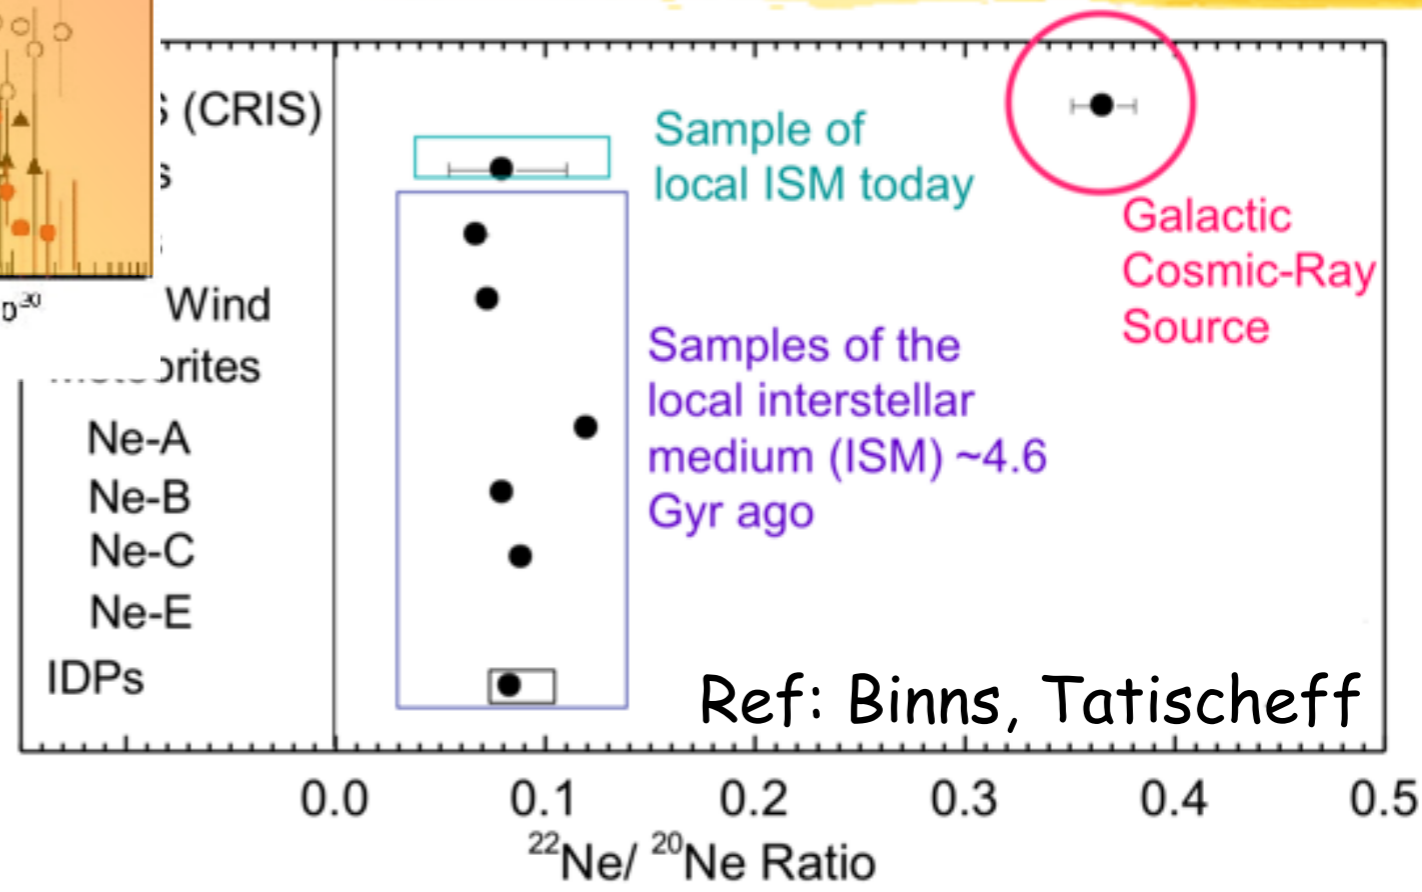 (CRIS)
Sample of
local ISM today
Galactic
Cosmic-Ray
Source
Wind
Samples of the
local interstellar
medium (ISM) ~4.6
Gyr ago
Ne-A
Ne-B
Ne-C
Ne-E
IDPs
Ref: Binns, Tatischeff
0.0 0.1 0.2 0.3 0.4 0.5
²²Ne/ ²⁰Ne Ratio